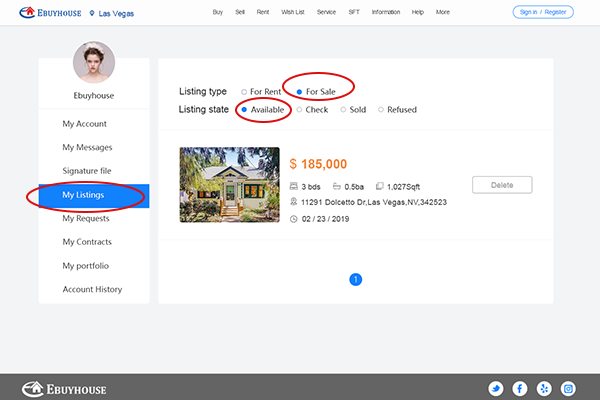 EBUYHOUSE
Las Vegas
Buy Sell Rent Wish List Service SFT Information Help More
Sign in / Register
Ebuyhouse
My Account
My Messages
Signature file
My Listings
My Requests
My Contracts
My portfolio
Account History
Listing type For Rent For Sale
Listing state Available Check Sold Refused
$ 185,000
3 bds 0.5ba 1,027Sqft
11291 Dolcetto Dr,Las Vegas,NV,342523
02 / 23 / 2019
Delete
1
EBUYHOUSE